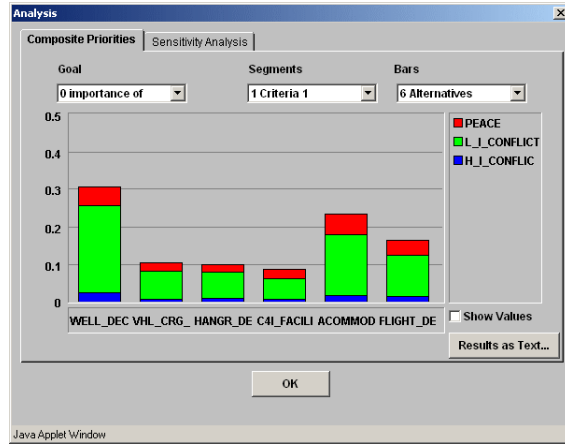 Analysis
Composite Priorities Sensitivity Analysis
Goal Segments Bars
0 importance of 1 Criteria 1 6 Alternatives
0.5
0.4
0.3
0.2
0.1
0
PEACE
L_I_CONFLICT
H_I_CONFLIC
WELL_DEC VHL_CRG_ HANGR_DE C4I_FACILI ACOMMOD FLIGHT_DE
Show Values
Results as Text...
OK
Java Applet Window